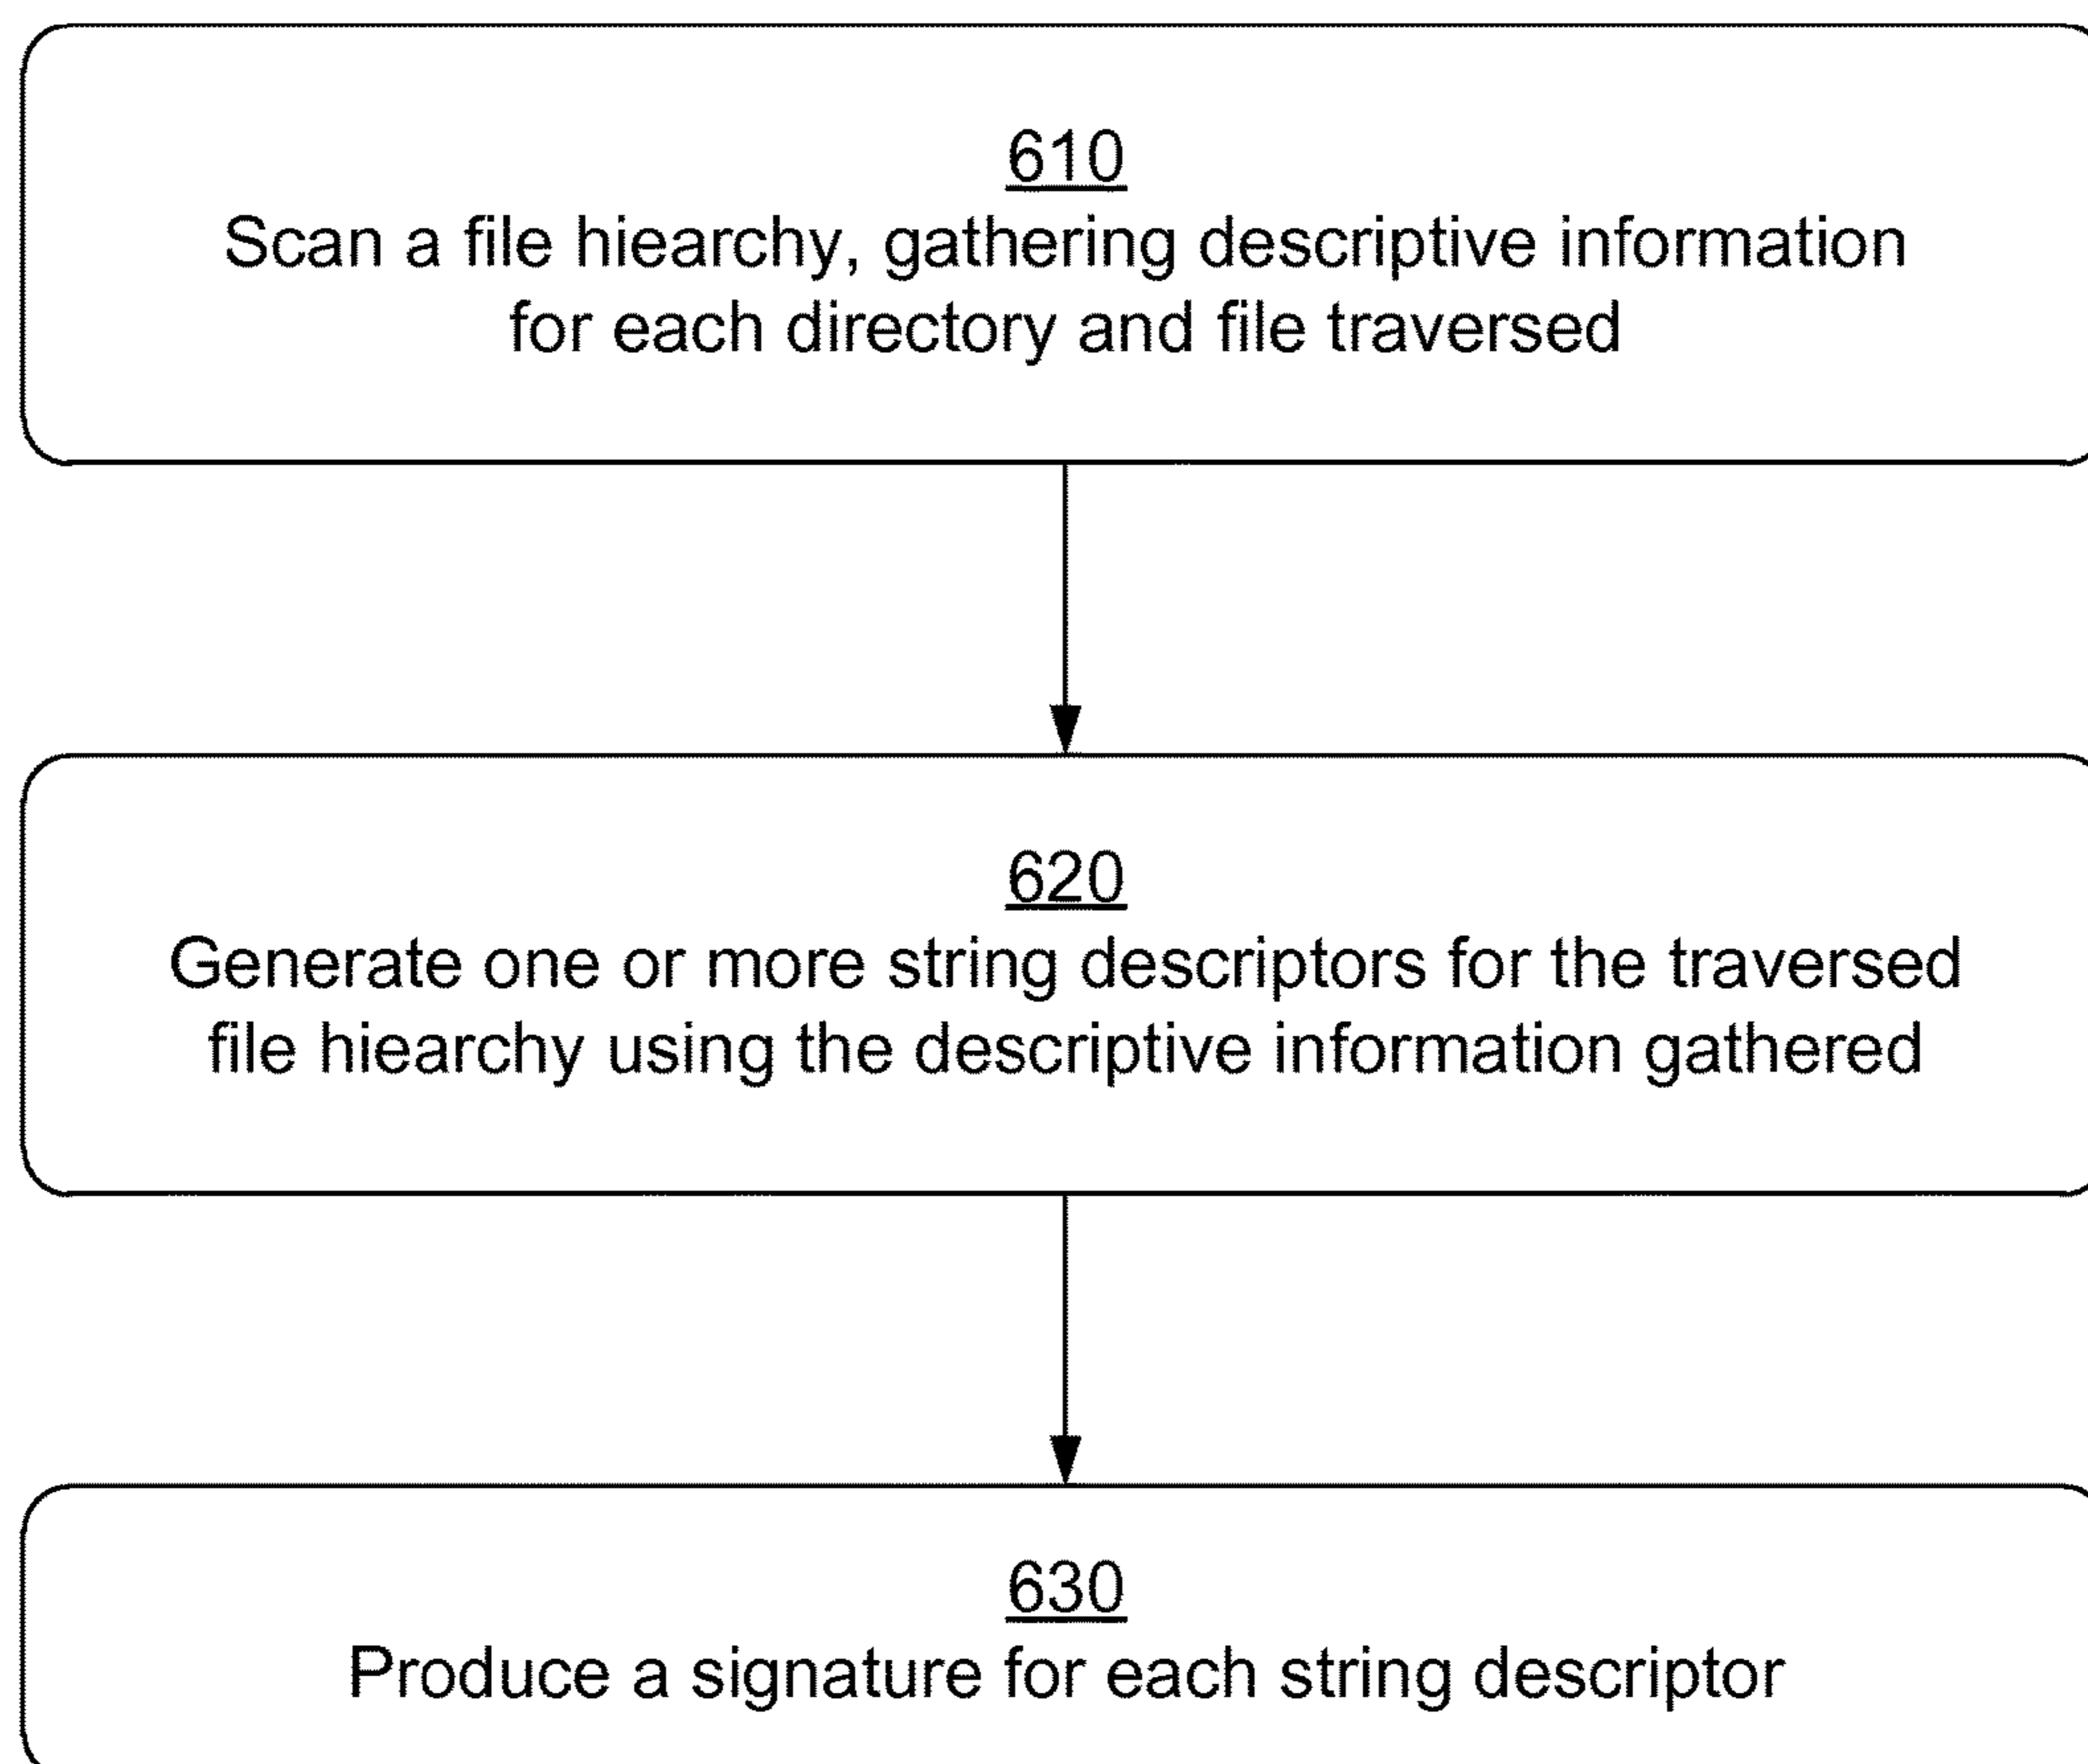 610
Scan a file hiearchy, gathering descriptive information
for each directory and file traversed
620
Generate one or more string descriptors for the traversed
file hiearchy using the descriptive information gathered
630
Produce a signature for each string descriptor